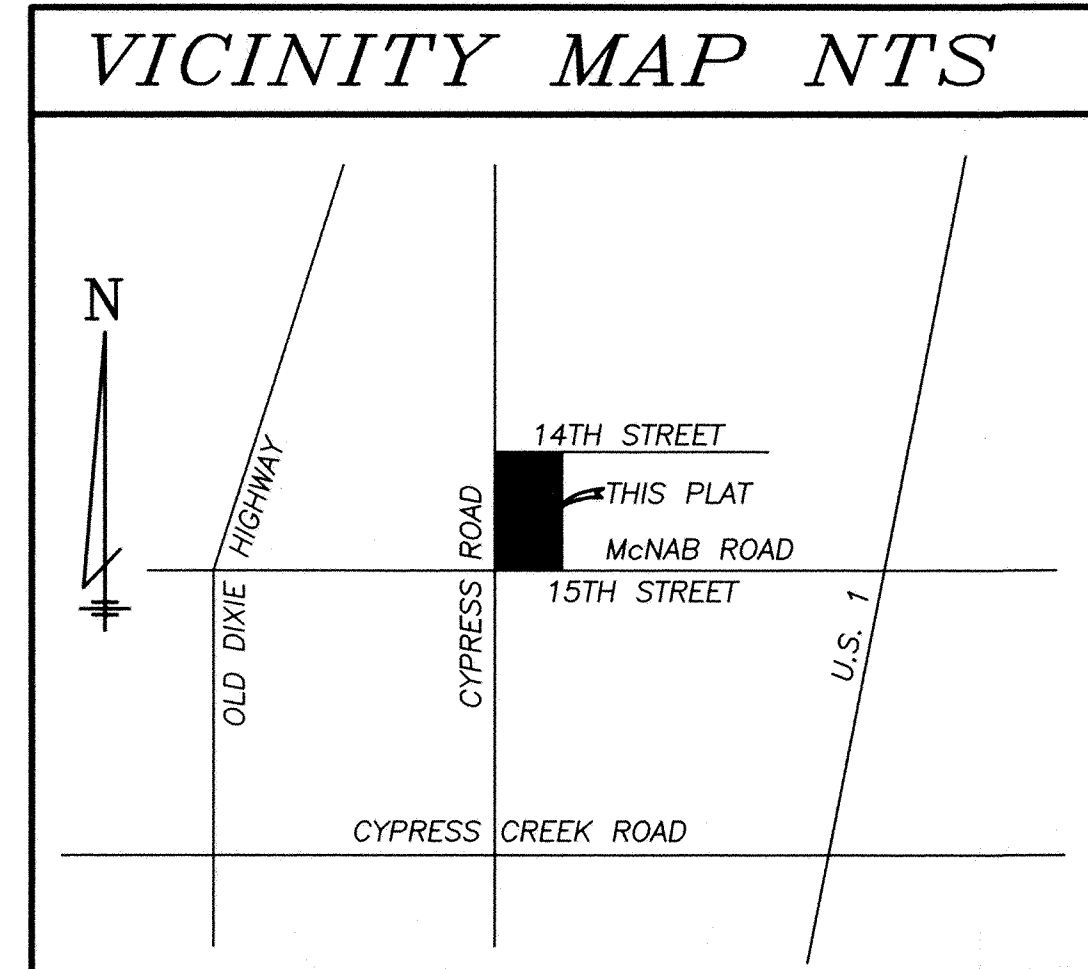 VICINITY MAP NTS
N
14TH STREET
THIS PLAT
McNAB ROAD
15TH STREET
OLD DIXIE HIGHWAY
CYPRESS ROAD
U.S. 1
CYPRESS CREEK ROAD